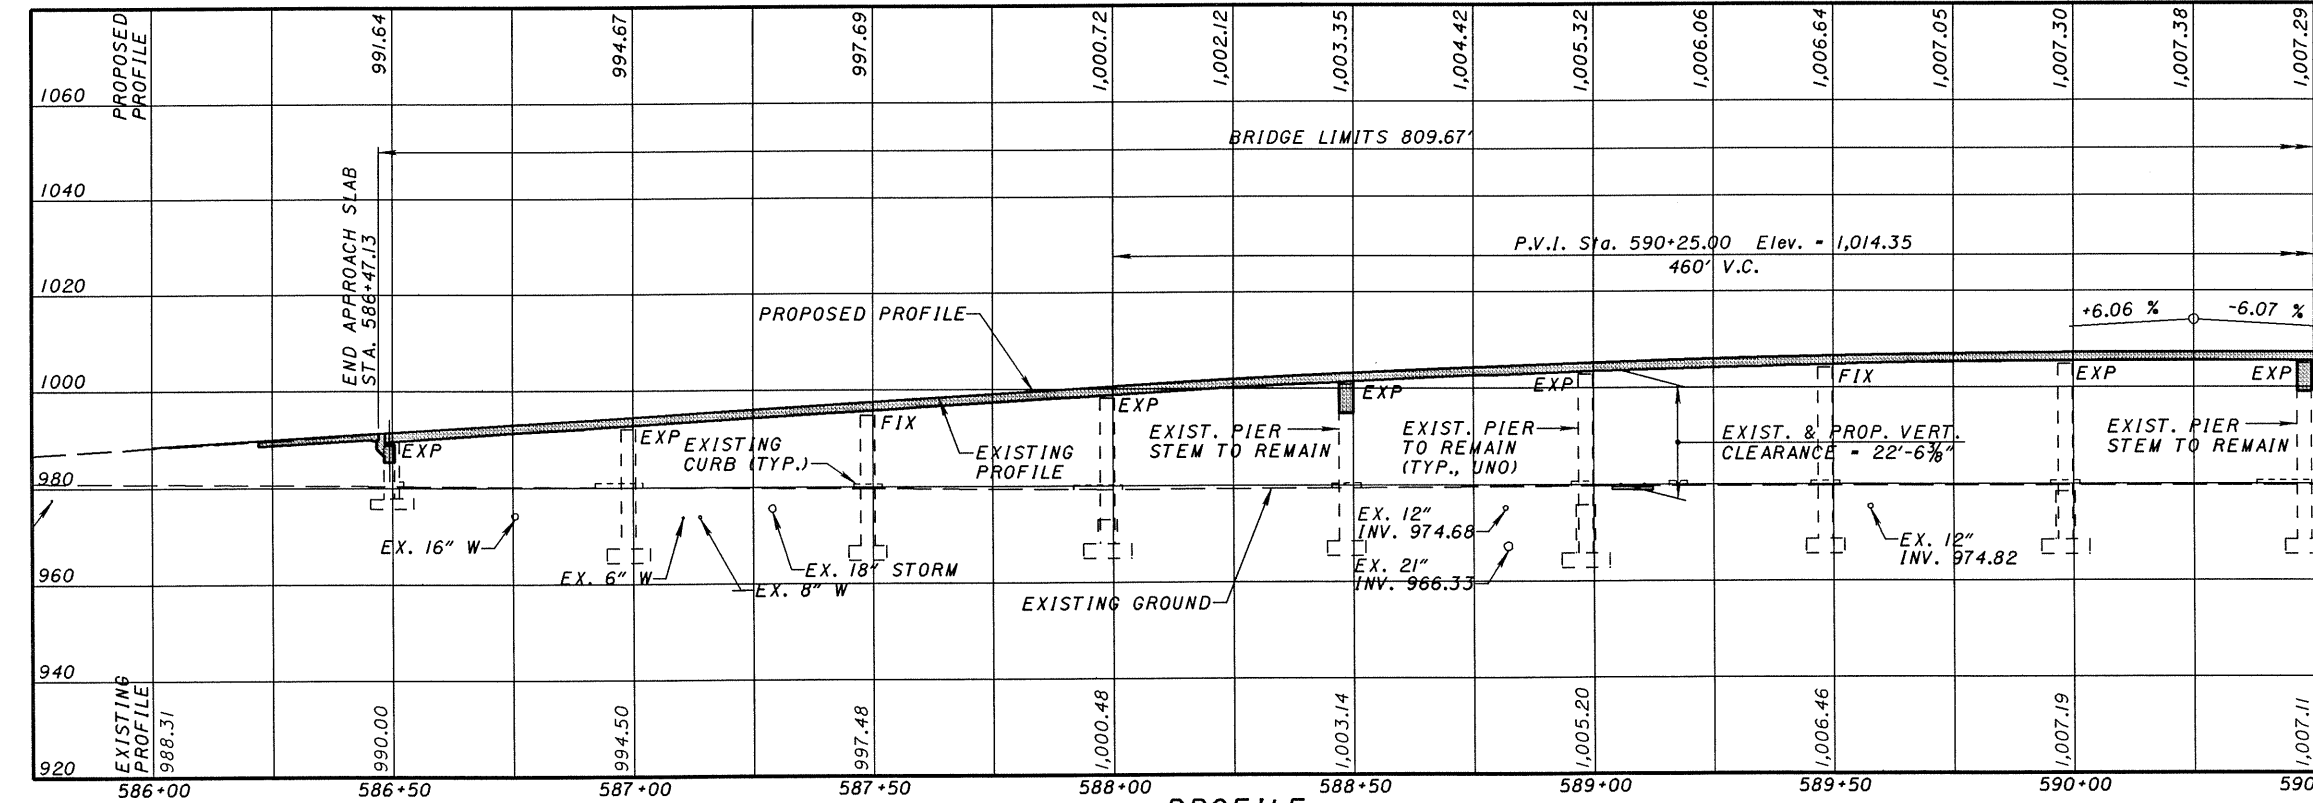 PROPOSED
PROFILE
991.64
994.67
997.69
1,000.72
1,002.12
1,003.35
1,004.42
1,005.32
1,006.06
1,006.64
1,007.05
1,007.30
1,007.38
1,007.29
1060
BRIDGE LIMITS 809.67'
1040
END APPROACH SLAB
STA. 586+47.13
P.V.I. Sta. 590+25.00 Elev. = 1,014.35
460' V.C.
1020
PROPOSED PROFILE
+6.06 %
-6.07 %
1000
EXP
EXP
FIX
EXP
EXP
EXP
FIX
EXP
EXP
EXISTING
CURB (TYP.)
EXISTING
PROFILE
EXIST. PIER
STEM TO REMAIN
EXIST. PIER
TO REMAIN
(TYP., UNO)
EXIST. & PROP. VERT.
CLEARANCE = 22'-6⅜"
EXIST. PIER
STEM TO REMAIN
980
EX. 16" W
EX. 6" W
EX. 8" W
EX. 18" STORM
EX. 12"
INV. 974.68
EX. 21"
INV. 966.33
EX. 12"
INV. 974.82
960
EXISTING GROUND
940
EXISTING
PROFILE
988.31
990.00
994.50
997.48
1,000.48
1,003.14
1,005.20
1,006.46
1,007.19
1,007.11
920
586+00
586+50
587+00
587+50
588+00
588+50
589+00
589+50
590+00
590
PROFILE